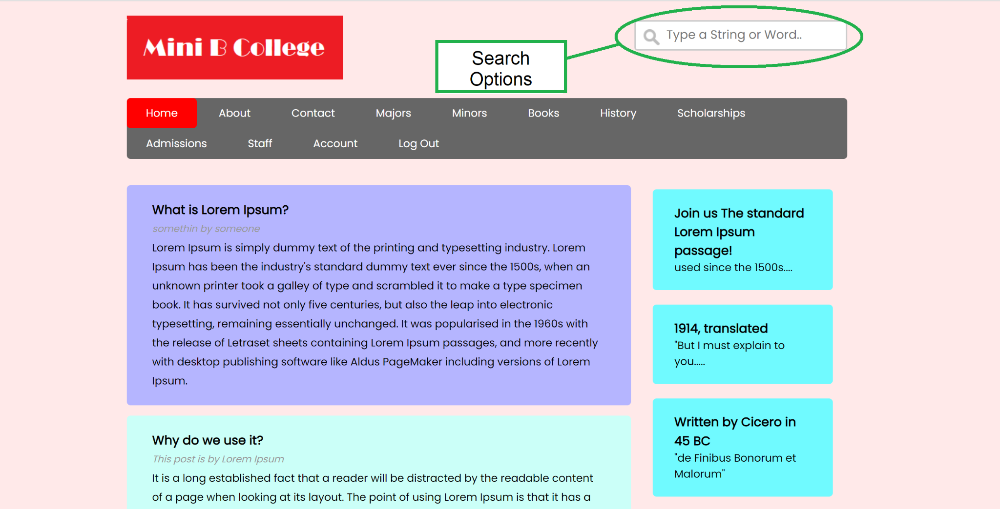 Mini B College
Type a String or Word..
Search
Options
Home About Contact Majors Minors Books History Scholarships
Admissions Staff Account Log Out
What is Lorem Ipsum?
somethin by someone
Lorem Ipsum is simply dummy text of the printing and typesetting industry. Lorem
Ipsum has been the industry's standard dummy text ever since the 1500s, when an
unknown printer took a galley of type and scrambled it to make a type specimen
book. It has survived not only five centuries, but also the leap into electronic
typesetting, remaining essentially unchanged. It was popularised in the 1960s with
the release of Letraset sheets containing Lorem Ipsum passages, and more recently
with desktop publishing software like Aldus PageMaker including versions of Lorem
Ipsum.
Why do we use it?
This post is by Lorem Ipsum
It is a long established fact that a reader will be distracted by the readable content
of a page when looking at its layout. The point of using Lorem Ipsum is that it has a
Join us The standard
Lorem Ipsum
passage!
used since the 1500s....
1914, translated
"But I must explain to
you.....
Written by Cicero in
45 BC
"de Finibus Bonorum et
Malorum"